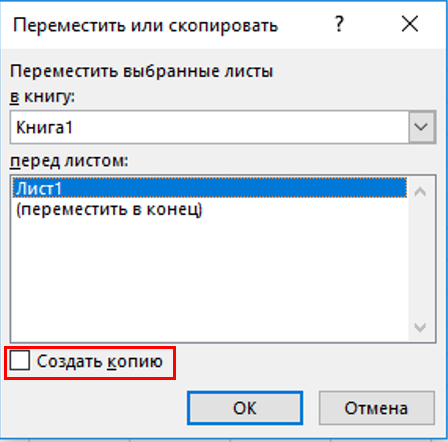 Переместить или скопировать ?
Переместить выбранные листы
в книгу:
Книга1
перед листом:
Лист1
(переместить в конец)
Создать копию
ОК Отмена